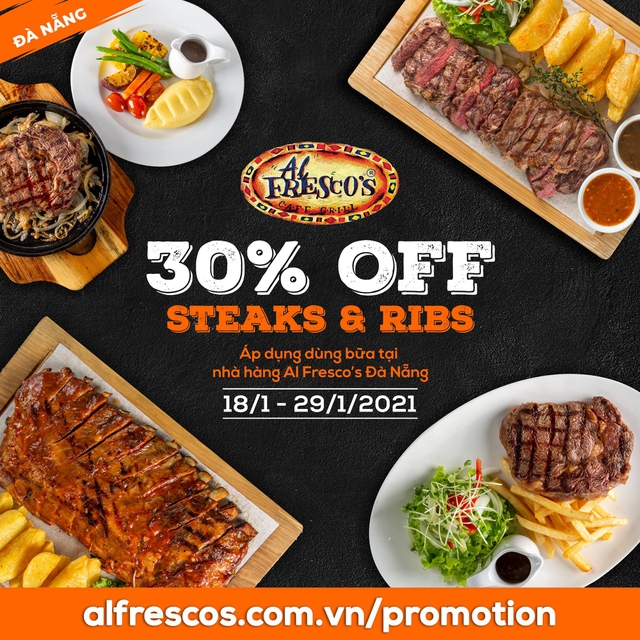 ĐÀ NẴNG
AL
FRESCO'S
CAFE GRILL
®
30% OFF
STEAKS & RIBS
Áp dụng dùng bữa tại
nhà hàng Al Fresco's Đà Nẵng
18/1 - 29/1/2021
alfrescos.com.vn/promotion